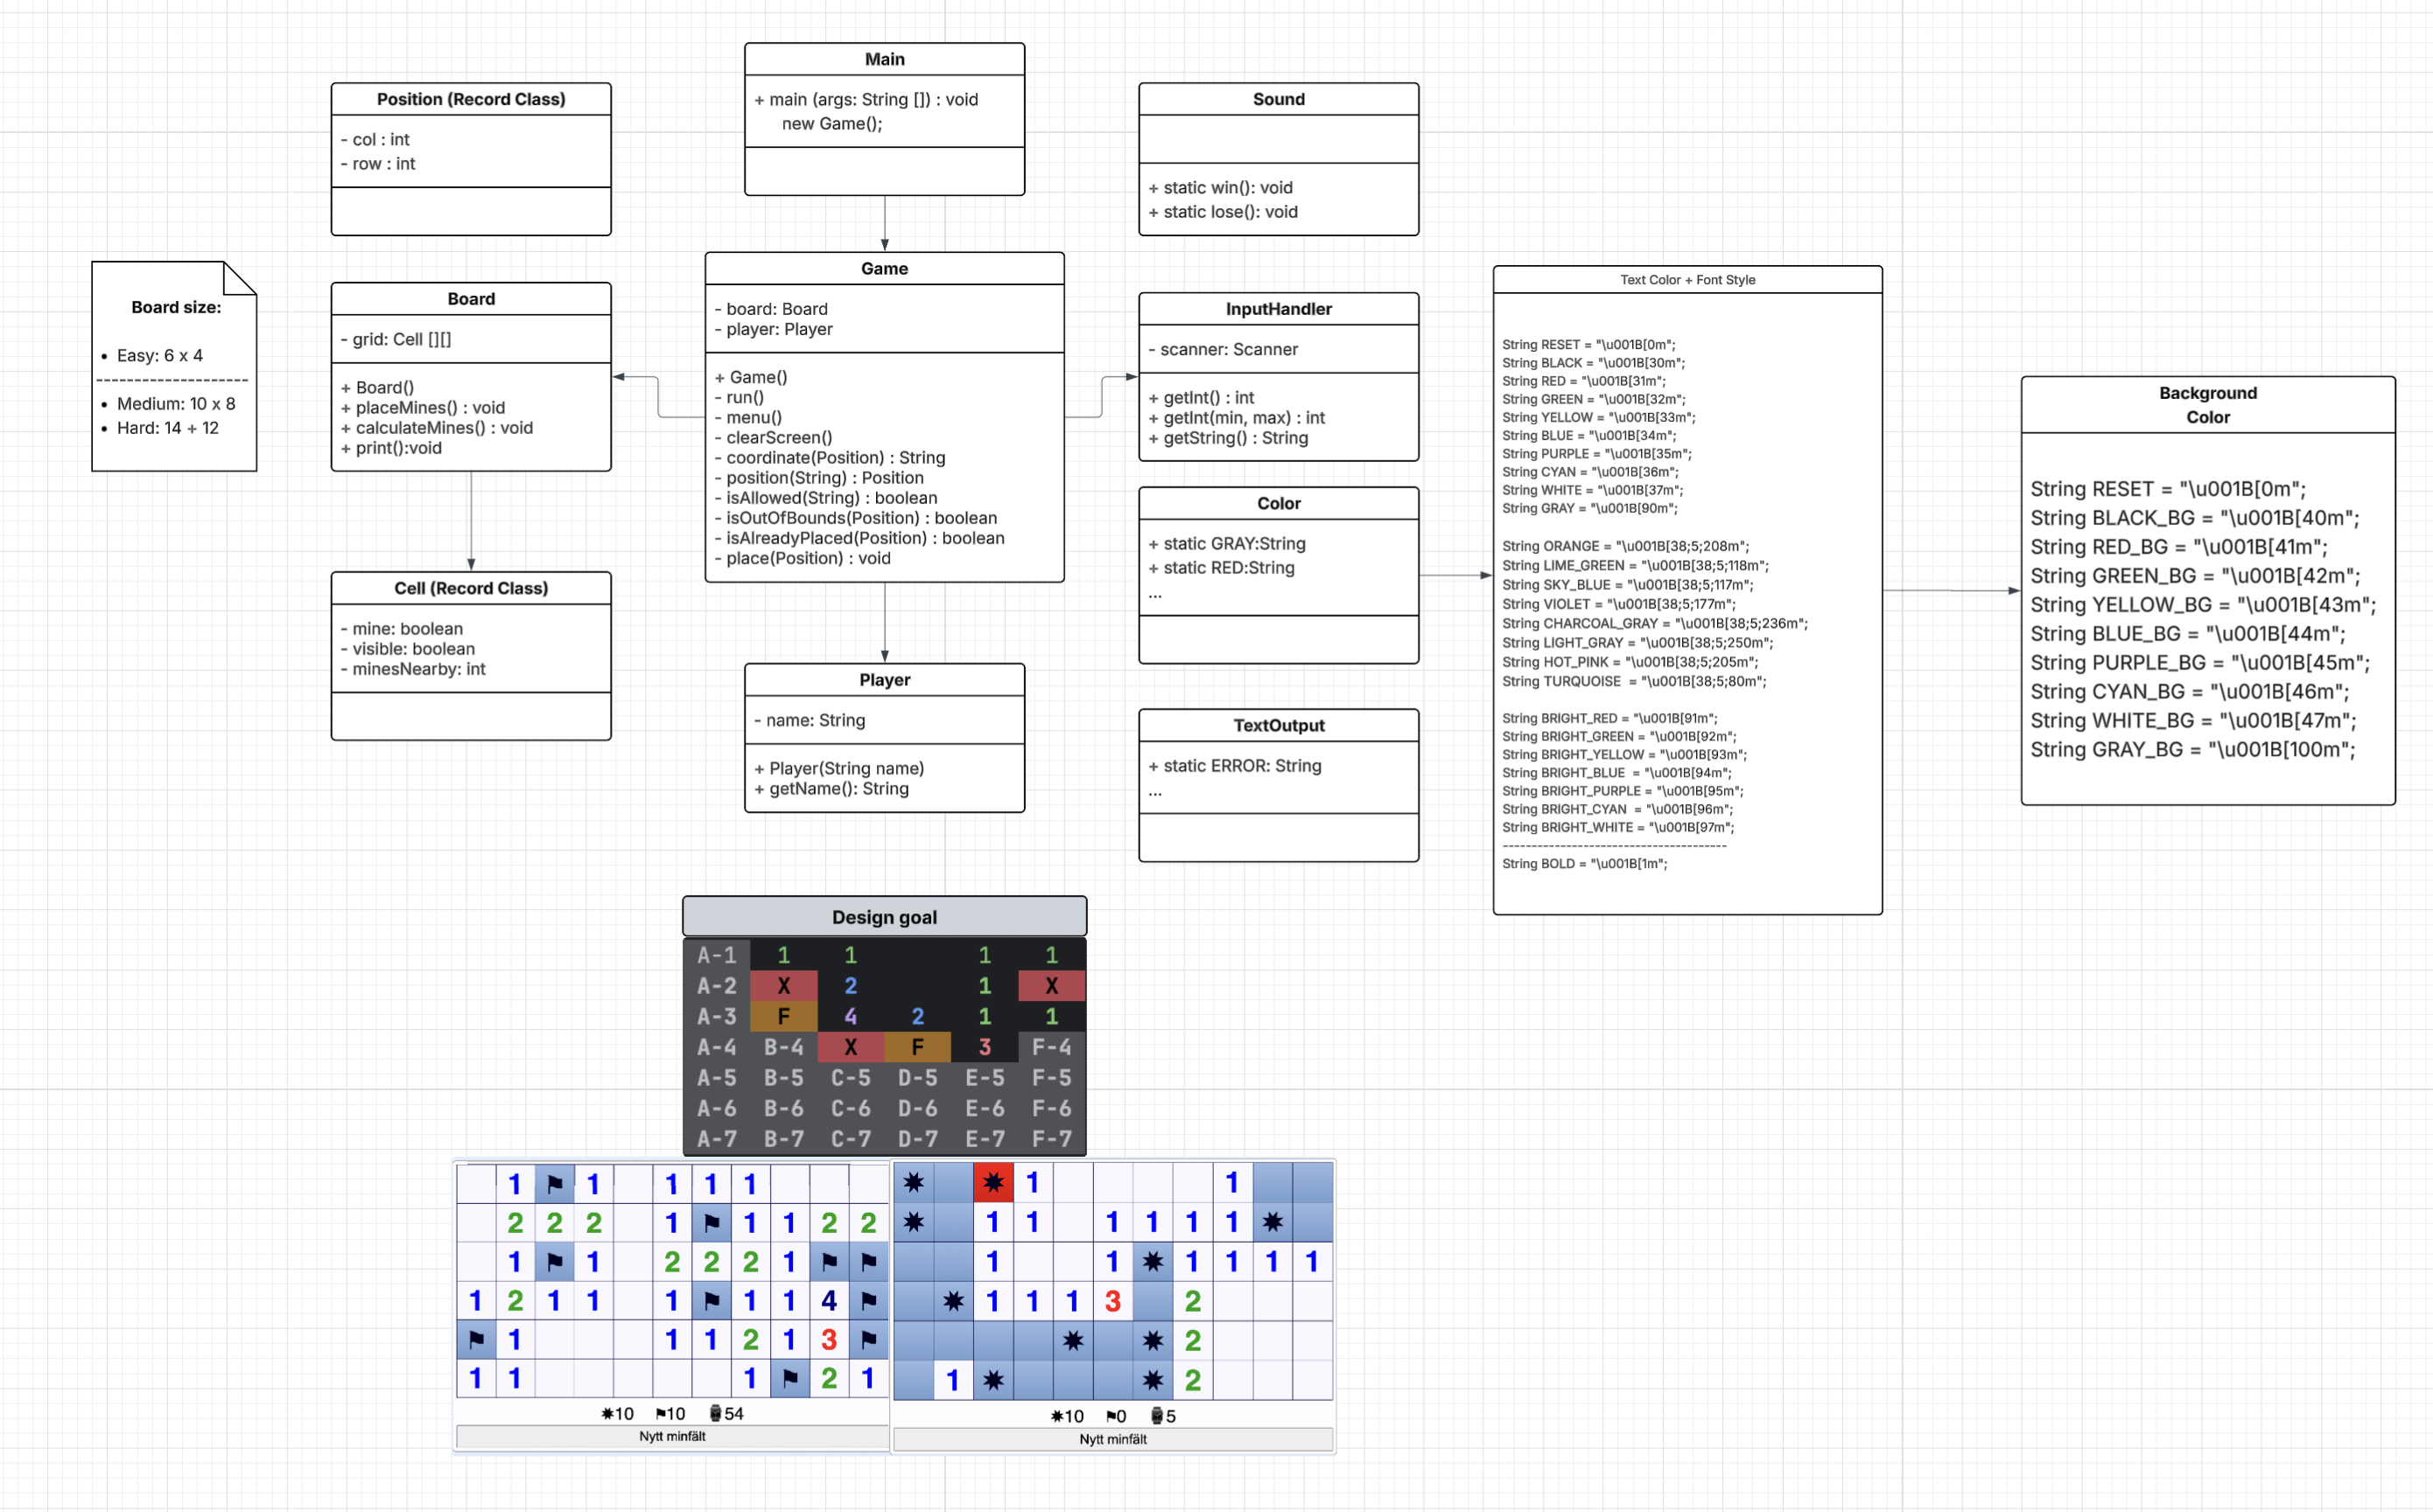 Main
+ main (args: String []) : void
new Game();
Position (Record Class)
- col : int
- row : int
Sound
+ static win(): void
+ static lose(): void
Board size:
• Easy: 6 x 4
--------------------------
• Medium: 10 x 8
• Hard: 14 + 12
Board
- grid: Cell [][]
+ Board()
+ placeMines() : void
+ calculateMines() : void
+ print():void
Game
- board: Board
- player: Player
+ Game()
- run()
- menu()
- clearScreen()
- coordinate(Position) : String
- position(String) : Position
- isAllowed(String) : boolean
- isOutOfBounds(Position) : boolean
- isAlreadyPlaced(Position) : boolean
- place(Position) : void
InputHandler
- scanner: Scanner
+ getInt() : int
+ getInt(min, max) : int
+ getString() : String
Color
+ static GRAY:String
+ static RED:String
...
Cell (Record Class)
- mine: boolean
- visible: boolean
- minesNearby: int
Player
- name: String
+ Player(String name)
+ getName(): String
TextOutput
+ static ERROR: String
...
Text Color + Font Style
String RESET = "\u001B[0m";
String BLACK = "\u001B[30m";
String RED = "\u001B[31m";
String GREEN = "\u001B[32m";
String YELLOW = "\u001B[33m";
String BLUE = "\u001B[34m";
String PURPLE = "\u001B[35m";
String CYAN = "\u001B[36m";
String WHITE = "\u001B[37m";
String GRAY = "\u001B[90m";
String ORANGE = "\u001B[38;5;208m";
String LIME_GREEN = "\u001B[38;5;118m";
String SKY_BLUE = "\u001B[38;5;117m";
String VIOLET = "\u001B[38;5;177m";
String CHARCOAL_GRAY = "\u001B[38;5;236m";
String LIGHT_GRAY = "\u001B[38;5;250m";
String HOT_PINK = "\u001B[38;5;205m";
String TURQUOISE = "\u001B[38;5;80m";
String BRIGHT_RED = "\u001B[91m";
String BRIGHT_GREEN = "\u001B[92m";
String BRIGHT_YELLOW = "\u001B[93m";
String BRIGHT_BLUE = "\u001B[94m";
String BRIGHT_PURPLE = "\u001B[95m";
String BRIGHT_CYAN = "\u001B[96m";
String BRIGHT_WHITE = "\u001B[97m";
---------------------------------------
String BOLD = "\u001B[1m";
Background
Color
String RESET = "\u001B[0m";
String BLACK_BG = "\u001B[40m";
String RED_BG = "\u001B[41m";
String GREEN_BG = "\u001B[42m";
String YELLOW_BG = "\u001B[43m";
String BLUE_BG = "\u001B[44m";
String PURPLE_BG = "\u001B[45m";
String CYAN_BG = "\u001B[46m";
String WHITE_BG = "\u001B[47m";
String GRAY_BG = "\u001B[100m";
Design goal
A-1 1 1 1 1
A-2 X 2 1 X
A-3 F 4 2 1 1
A-4 B-4 X F 3 F-4
A-5 B-5 C-5 D-5 E-5 F-5
A-6 B-6 C-6 D-6 E-6 F-6
A-7 B-7 C-7 D-7 E-7 F-7
1 1 1 1 1
2 2 2 1 1 1 2 2
1 1 2 2 2 1
1 2 1 1 1 1 1 4
1 1 1 2 1 3
1 1 1 2 1
10 10 54
Nytt minfält
1 1
1 1 1 1 1 1
1 1 1 1 1 1
1 1 1 3 2
2
1 2
10 0 5
Nytt minfält